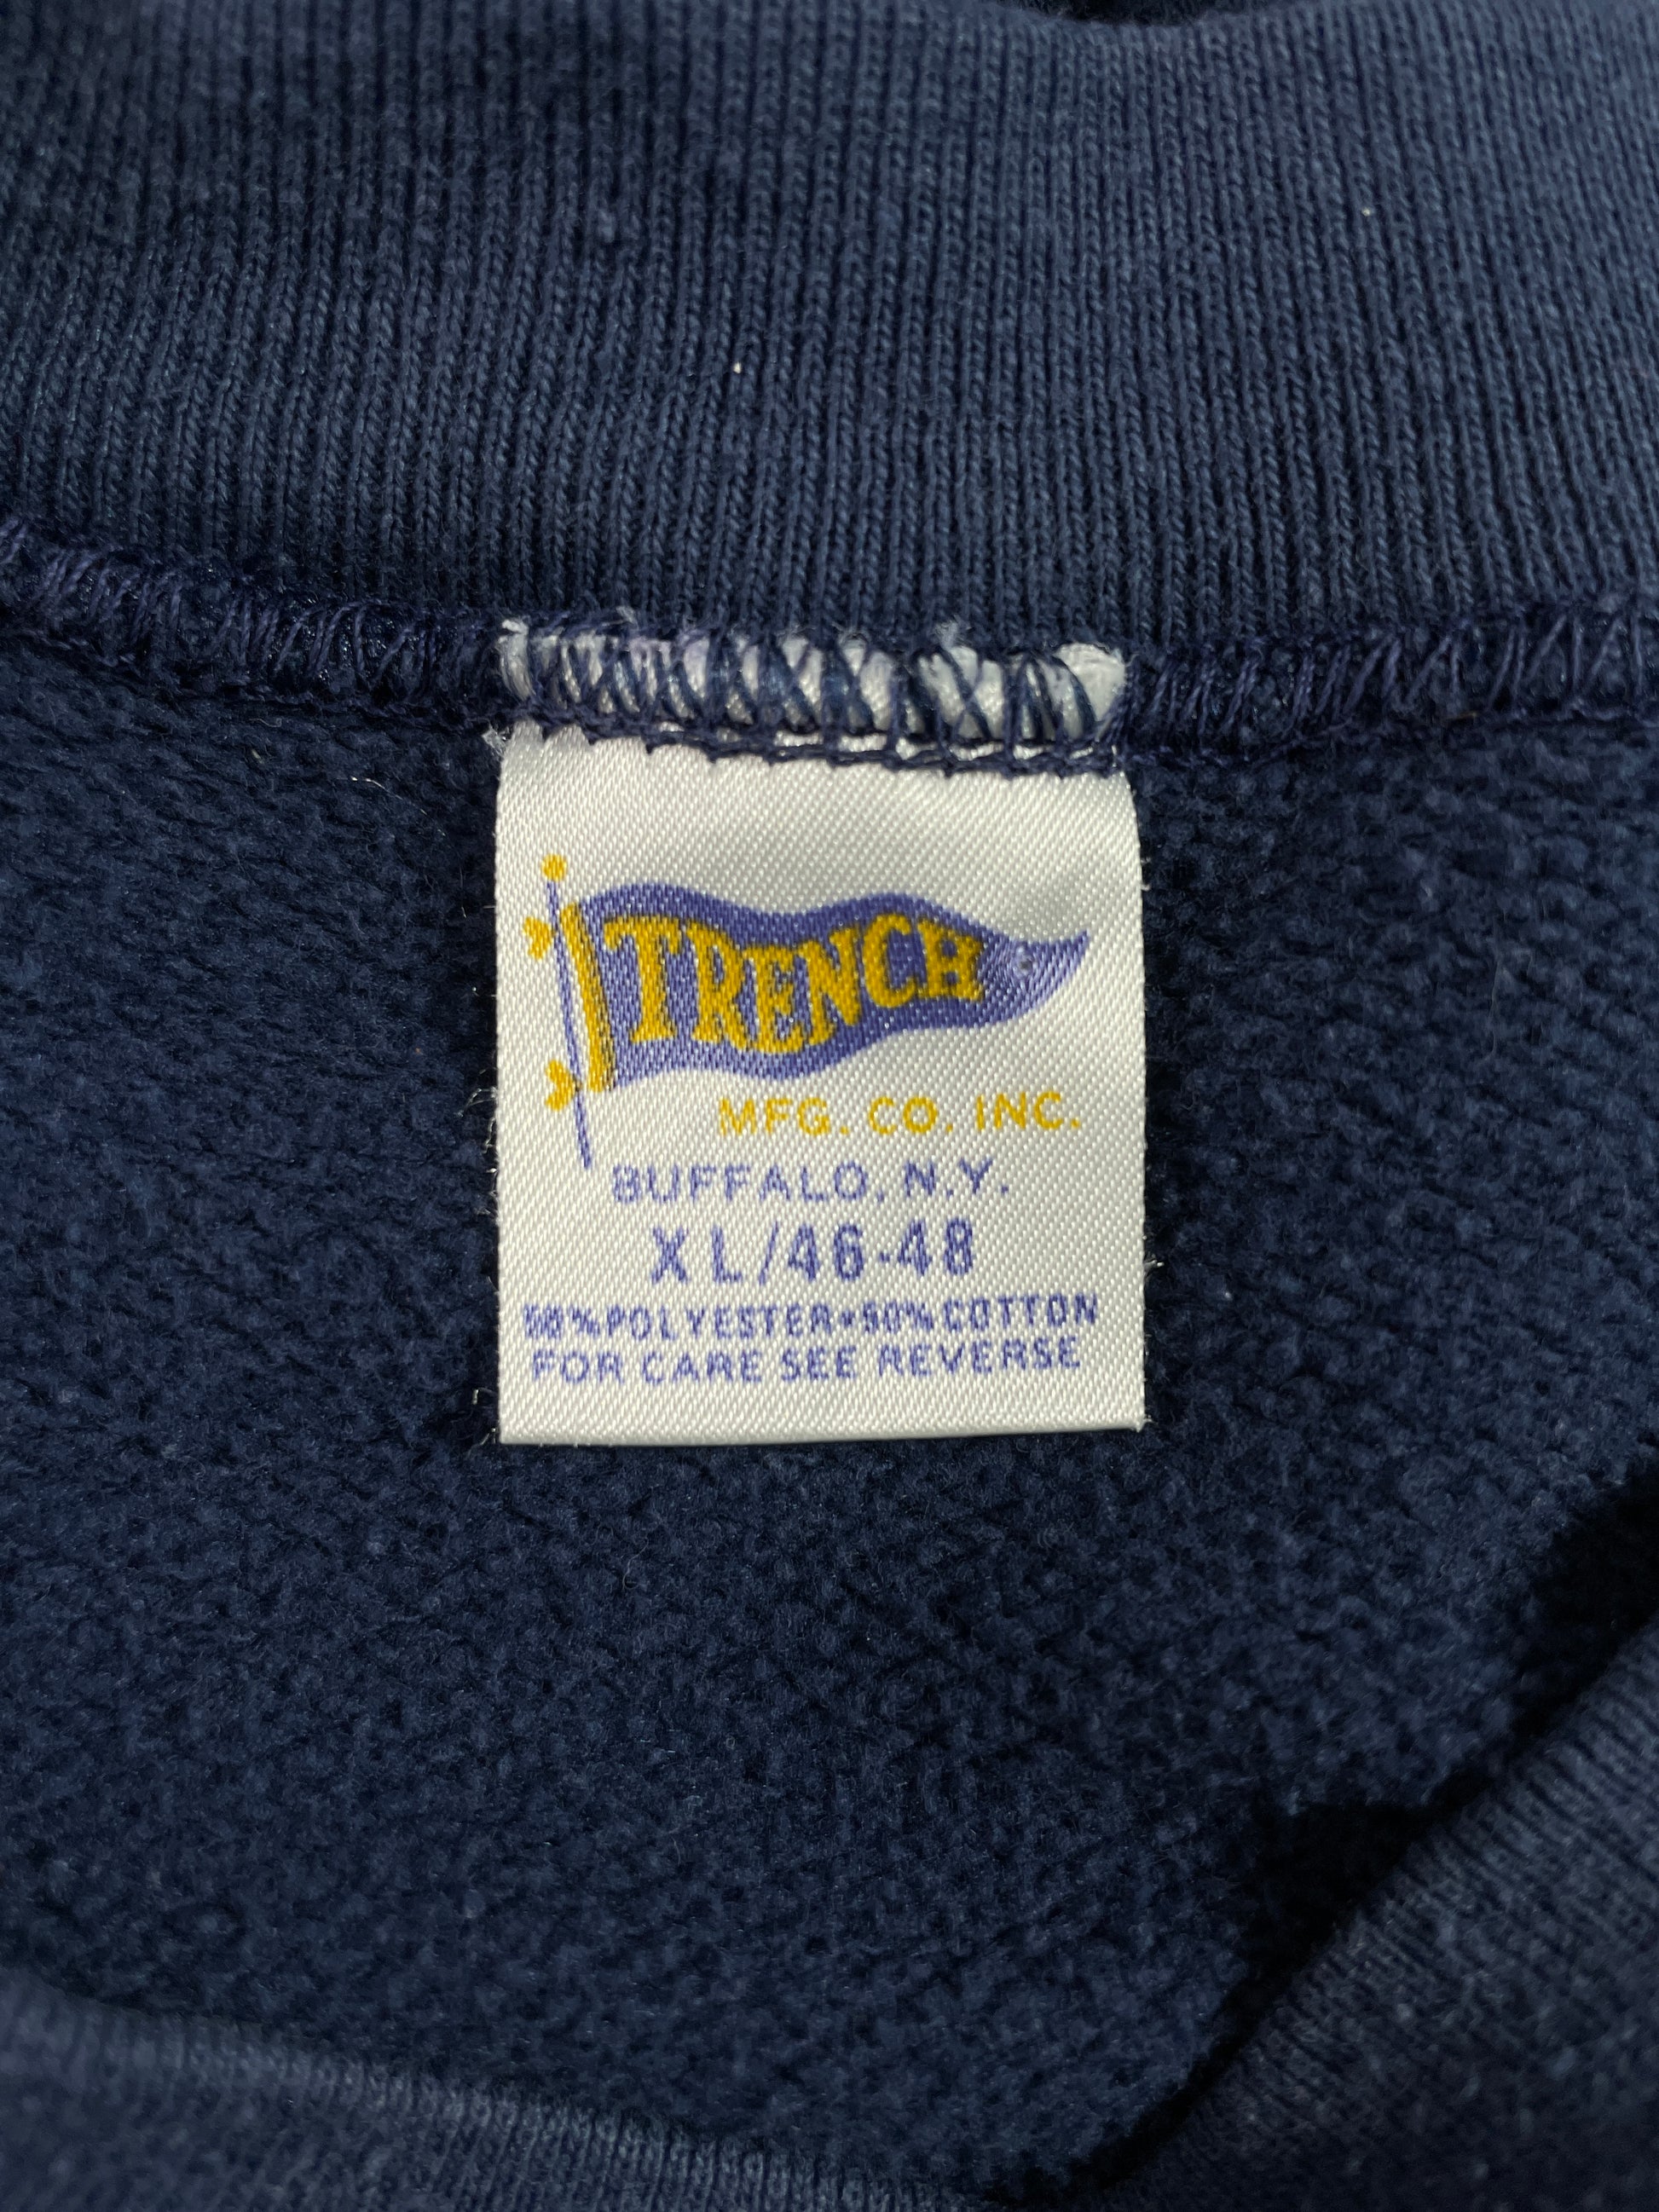 TRENCH
MFG. CO. INC.
BUFFALO, N.Y.
XL/46-48
50% POLYESTER•50% COTTON
FOR CARE SEE REVERSE